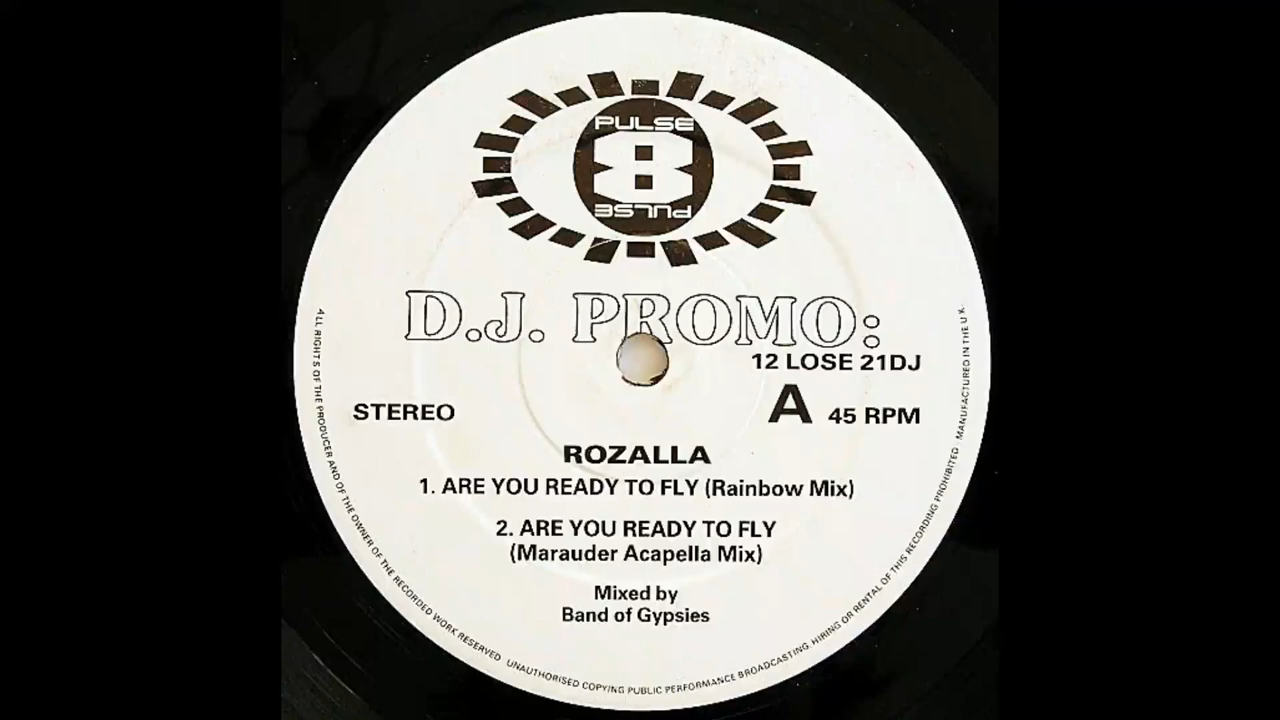 PULSE
8
PULSE
D.J. PROMO:
12 LOSE 21DJ
STEREO
A 45 RPM
ROZALLA
1. ARE YOU READY TO FLY (Rainbow Mix)
2. ARE YOU READY TO FLY
(Marauder Acapella Mix)
Mixed by
Band of Gypsies
ALL RIGHTS OF THE PRODUCER AND OF THE OWNER OF THE RECORDED WORK RESERVED. UNAUTHORISED COPYING PUBLIC PERFORMANCE BROADCASTING. HIRING OR RENTAL OF THIS RECORDING PROHIBITED. MANUFACTURED IN THE U.K.